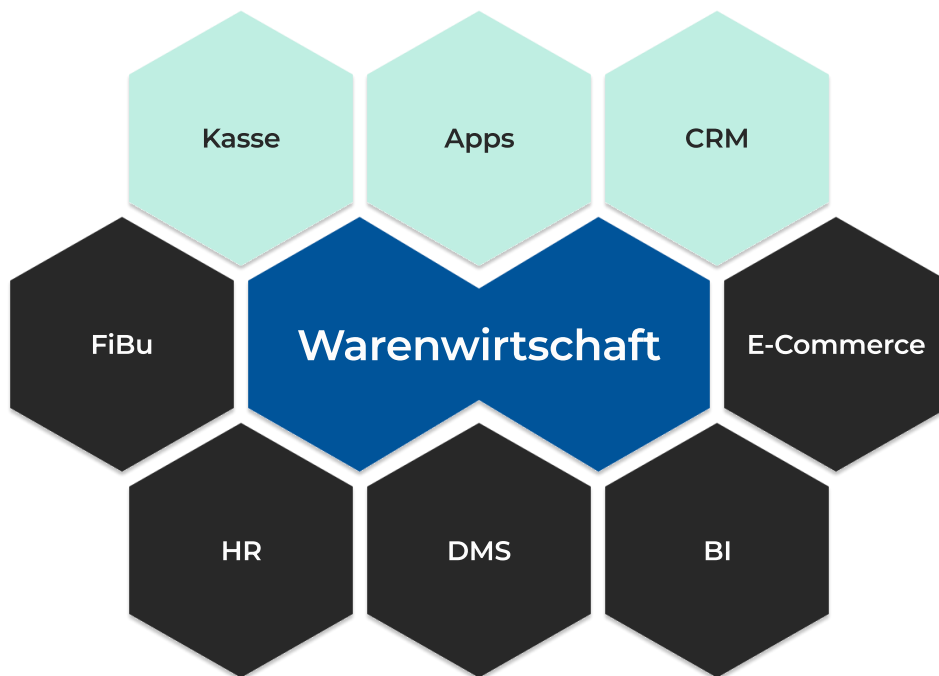 Kasse
Apps
CRM
FiBu
Warenwirtschaft
E-Commerce
HR
DMS
BI